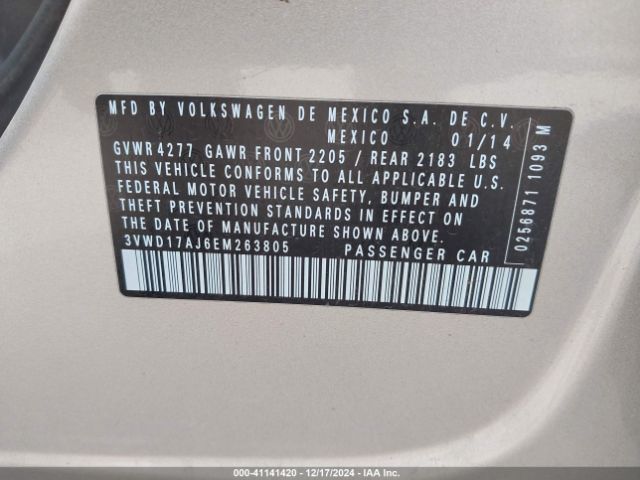 MFD BY VOLKSWAGEN DE MEXICO S.A. DE C.V.
MEXICO 01/14
GVWR 4277 GAWR FRONT 2205 / REAR 2183 LBS
THIS VEHICLE CONFORMS TO ALL APPLICABLE U.S.
FEDERAL MOTOR VEHICLE SAFETY, BUMPER AND
THEFT PREVENTION STANDARDS IN EFFECT ON
THE DATE OF MANUFACTURE SHOWN ABOVE.
3VWD17AJ6EM263805 PASSENGER CAR
0256871 1093 M
000-41141420 - 12/17/2024 - IAA Inc.